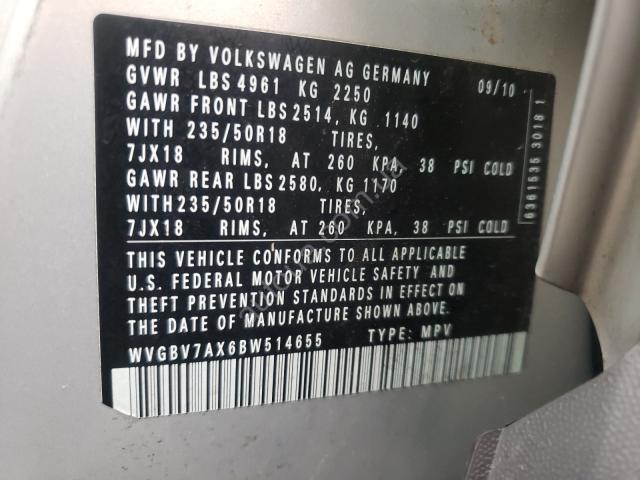 MFD BY VOLKSWAGEN AG GERMANY
GVWR LBS 4961 KG 2250 09/10
GAWR FRONT LBS 2514, KG .1140
WITH 235/50R18 TIRES,
7JX18 RIMS, AT 260 KPA, 38 PSI COLD
GAWR REAR LBS 2580, KG 1170
WITH 235/50R18 TIRES,
7JX18 RIMS, AT 260 KPA, 38 PSI COLD
THIS VEHICLE CONFORMS TO ALL APPLICABLE
U.S. FEDERAL MOTOR VEHICLE SAFETY AND
THEFT PREVENTION STANDARDS IN EFFECT ON
THE DATE OF MANUFACTURE SHOWN ABOVE.
WVGBV7AX6BW514655 TYPE: MPV
6361535 3018 1